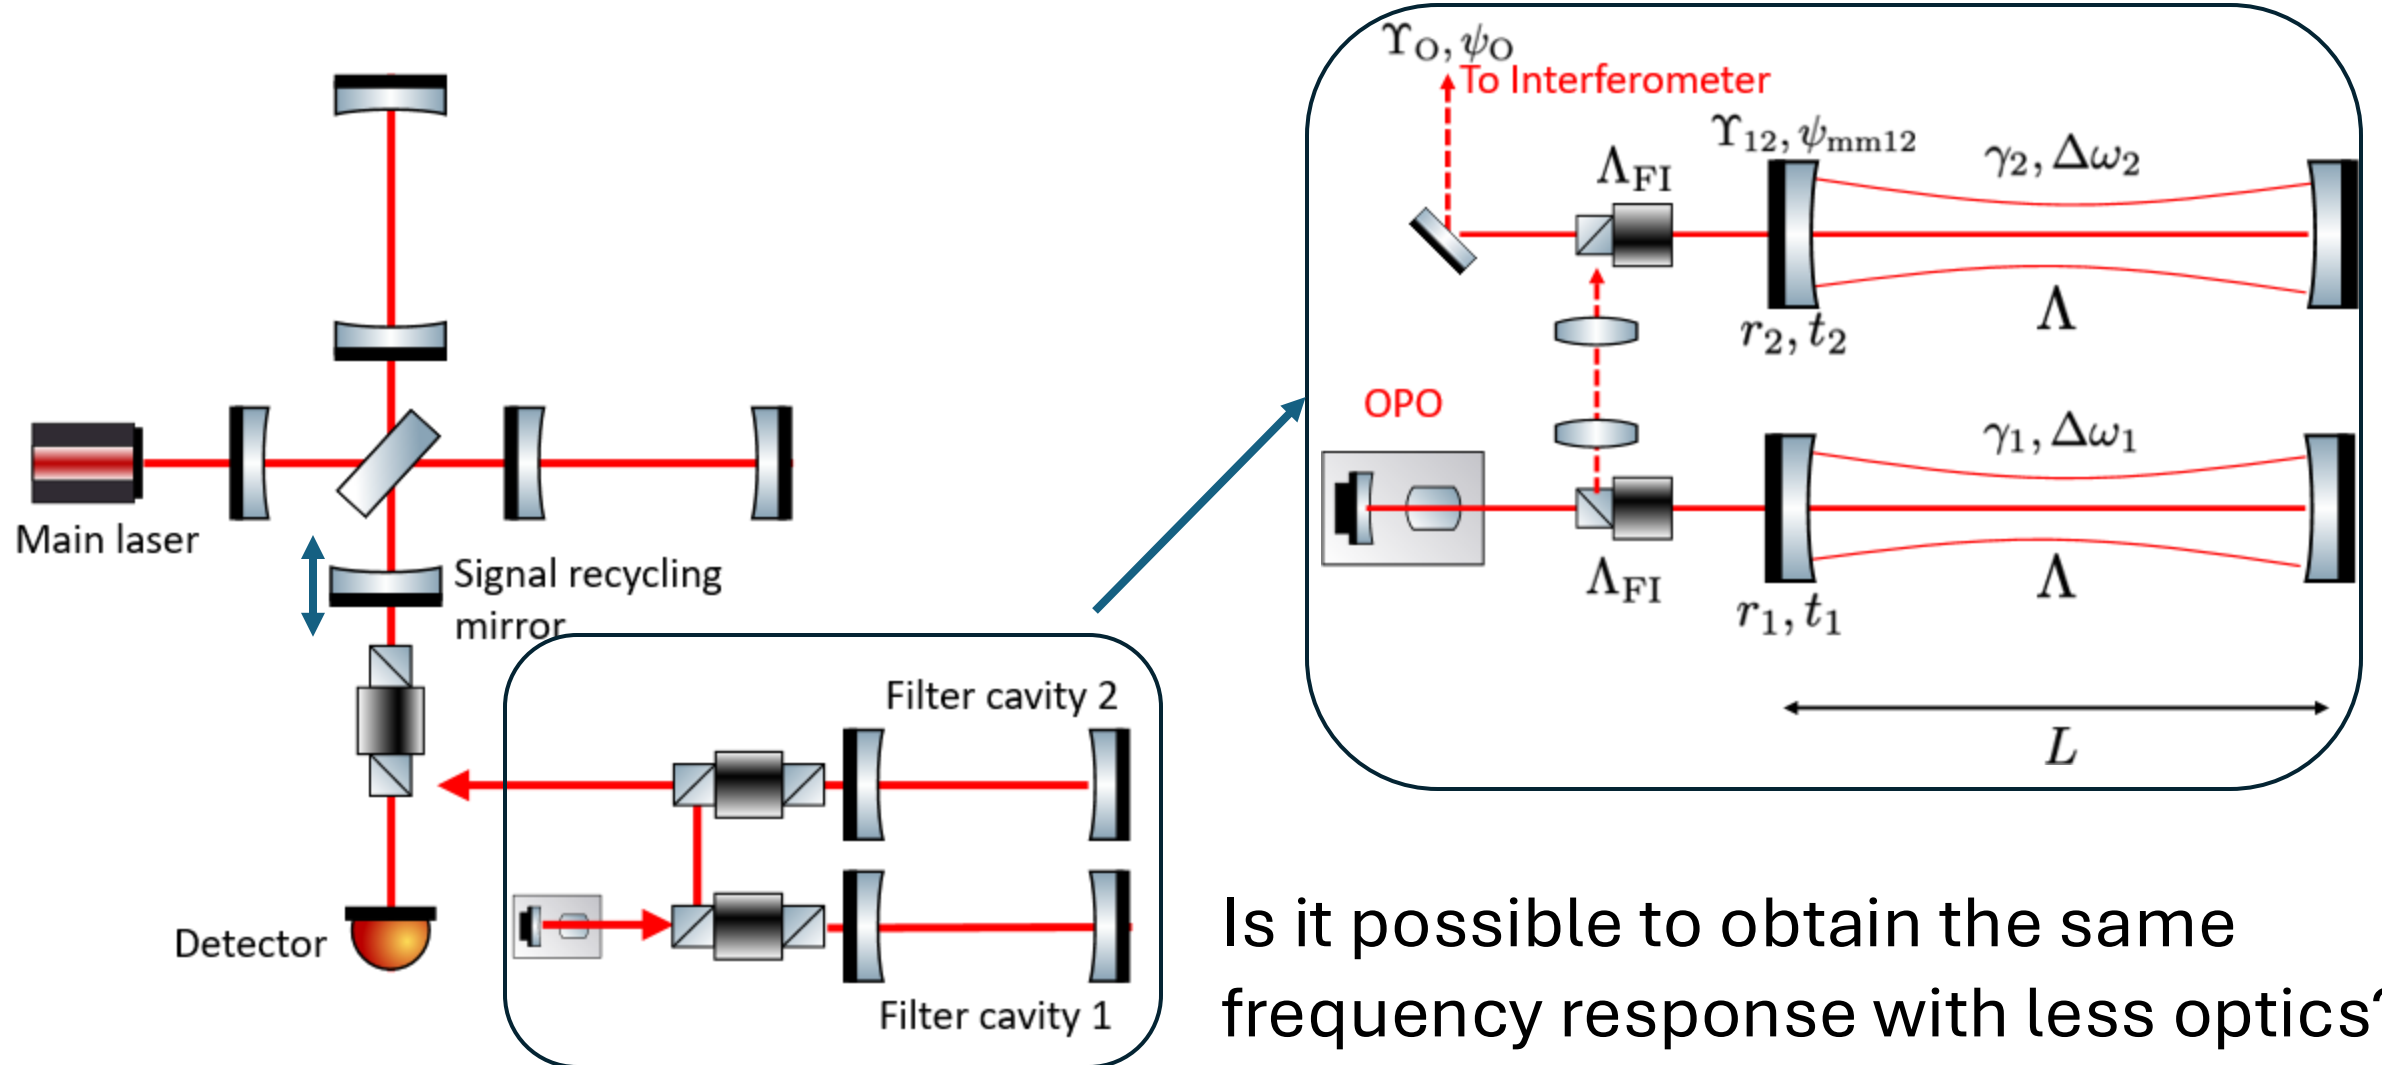 Main laser
Signal recycling
mirror
Detector
Filter cavity 2
Filter cavity 1
ϒ_O, ψ_O
To Interferometer
ϒ_12, ψ_mm12
Λ_FI
γ_2, Δω_2
r_2, t_2
Λ
OPO
γ_1, Δω_1
Λ_FI
r_1, t_1
Λ
L
Is it possible to obtain the same
frequency response with less optics?